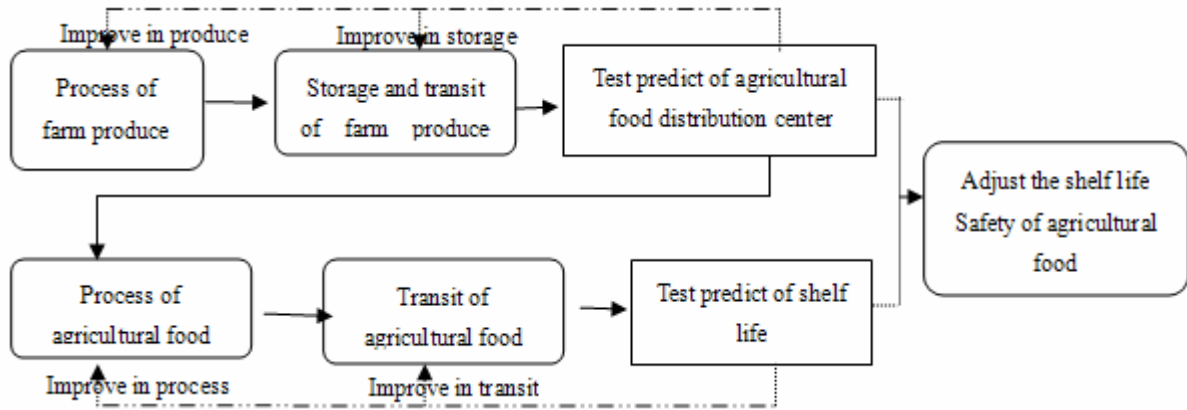 Improve in produce
Improve in storage
Process of
farm produce
Storage and transit
of farm produce
Test predict of agricultural
food distribution center
Adjust the shelf life
Safety of agricultural
food
Process of
agricultural food
Transit of
agricultural food
Test predict of shelf
life
Improve in process
Improve in transit